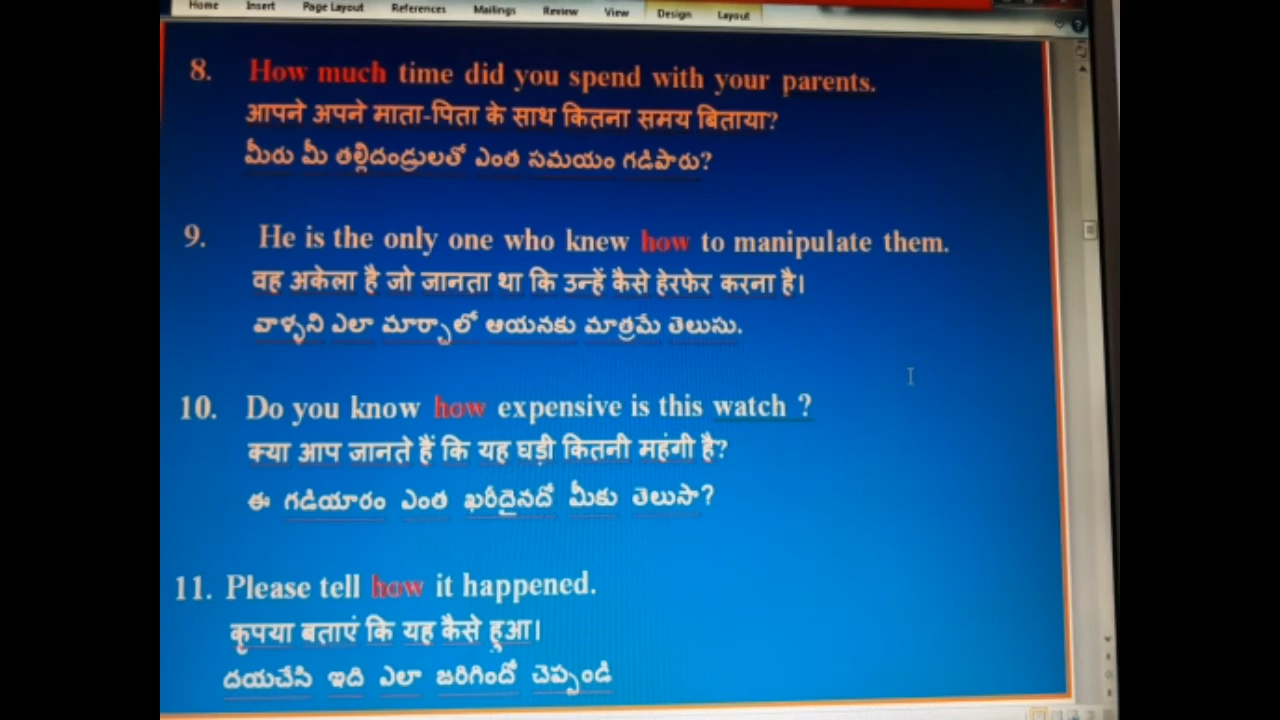 Home Insert Page Layout References Mailings Review View Design Layout
8. How much time did you spend with your parents.
आपने अपने माता-पिता के साथ कितना समय बिताया?
మీరు మీ తల్లిదండ్రులతో ఎంత సమయం గడిపారు?
9. He is the only one who knew how to manipulate them.
वह अकेला है जो जानता था कि उन्हें कैसे हेरफेर करना है।
వాళ్ళని ఎలా మార్చాలో ఆయనకు మాత్రమే తెలుసు.
10. Do you know how expensive is this watch ?
क्या आप जानते हैं कि यह घड़ी कितनी महंगी है?
ఈ గడియారం ఎంత ఖరీదైనదో మీకు తెలుసా?
11. Please tell how it happened.
कृपया बताएं कि यह कैसे हुआ।
దయచేసి ఇది ఎలా జరిగిందో చెప్పండి